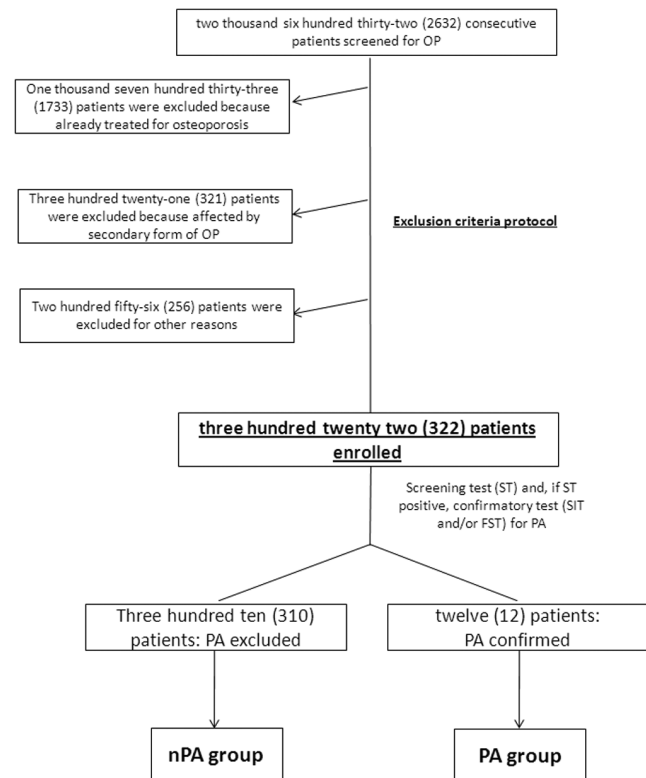 two thousand six hundred thirty-two (2632) consecutive
patients screened for OP
One thousand seven hundred thirty-three
(1733) patients were excluded because
already treated for osteoporosis
Three hundred twenty-one (321) patients
were excluded because affected by
secondary form of OP
Exclusion criteria protocol
Two hundred fifty-six (256) patients were
excluded for other reasons
three hundred twenty two (322) patients
enrolled
Screening test (ST) and, if ST
positive, confirmatory test (SIT
and/or FST) for PA
Three hundred ten (310)
patients: PA excluded
twelve (12) patients:
PA confirmed
nPA group
PA group